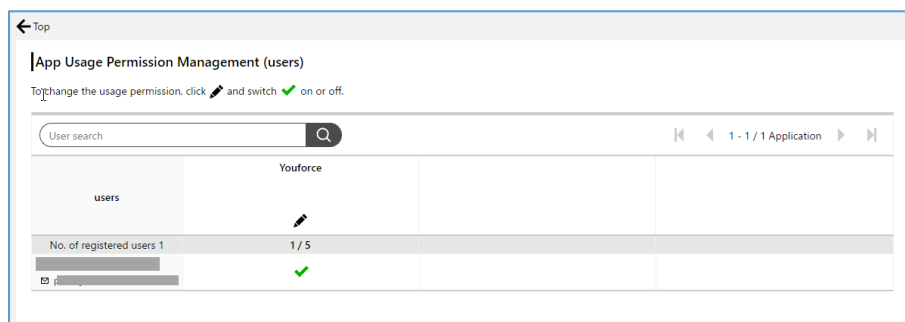 Top
App Usage Permission Management (users)
To change the usage permission, click and switch on or off.
User search
1 - 1 / 1 Application
users
Youforce
No. of registered users 1
1 / 5